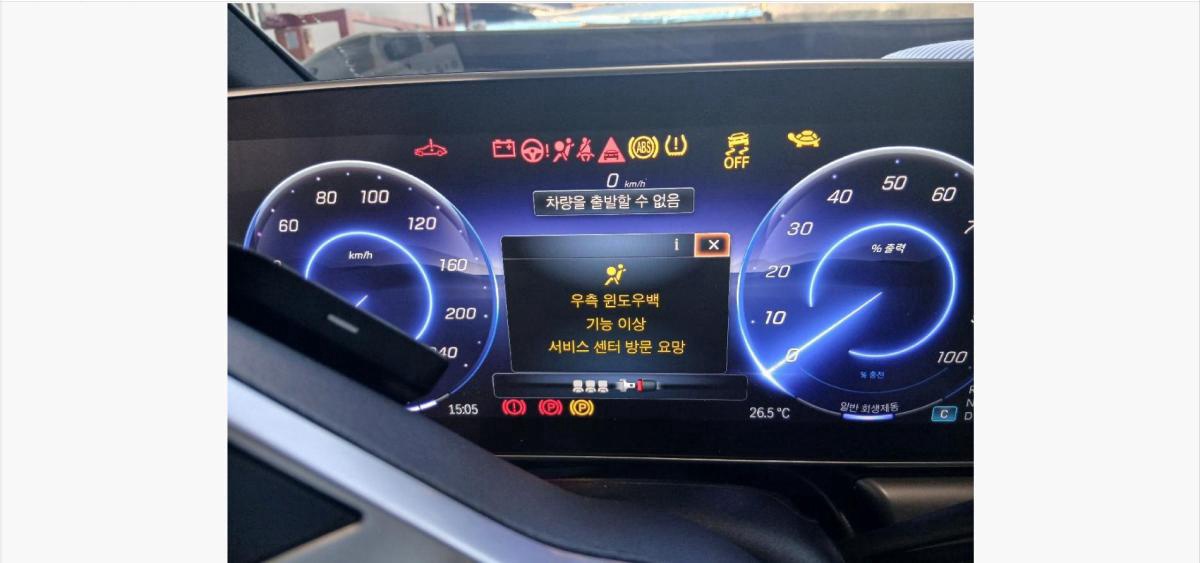 ABS
OFF
0 km/h
차량을 출발할 수 없음
i
우측 윈도우백
기능 이상
서비스 센터 방문 요망
60
80
100
120
160
200
km/h
15:05
P
P
26.5 °C
0
10
20
30
40
50
60
100
% 출력
% 충전
일반 회생제동
C
N
D